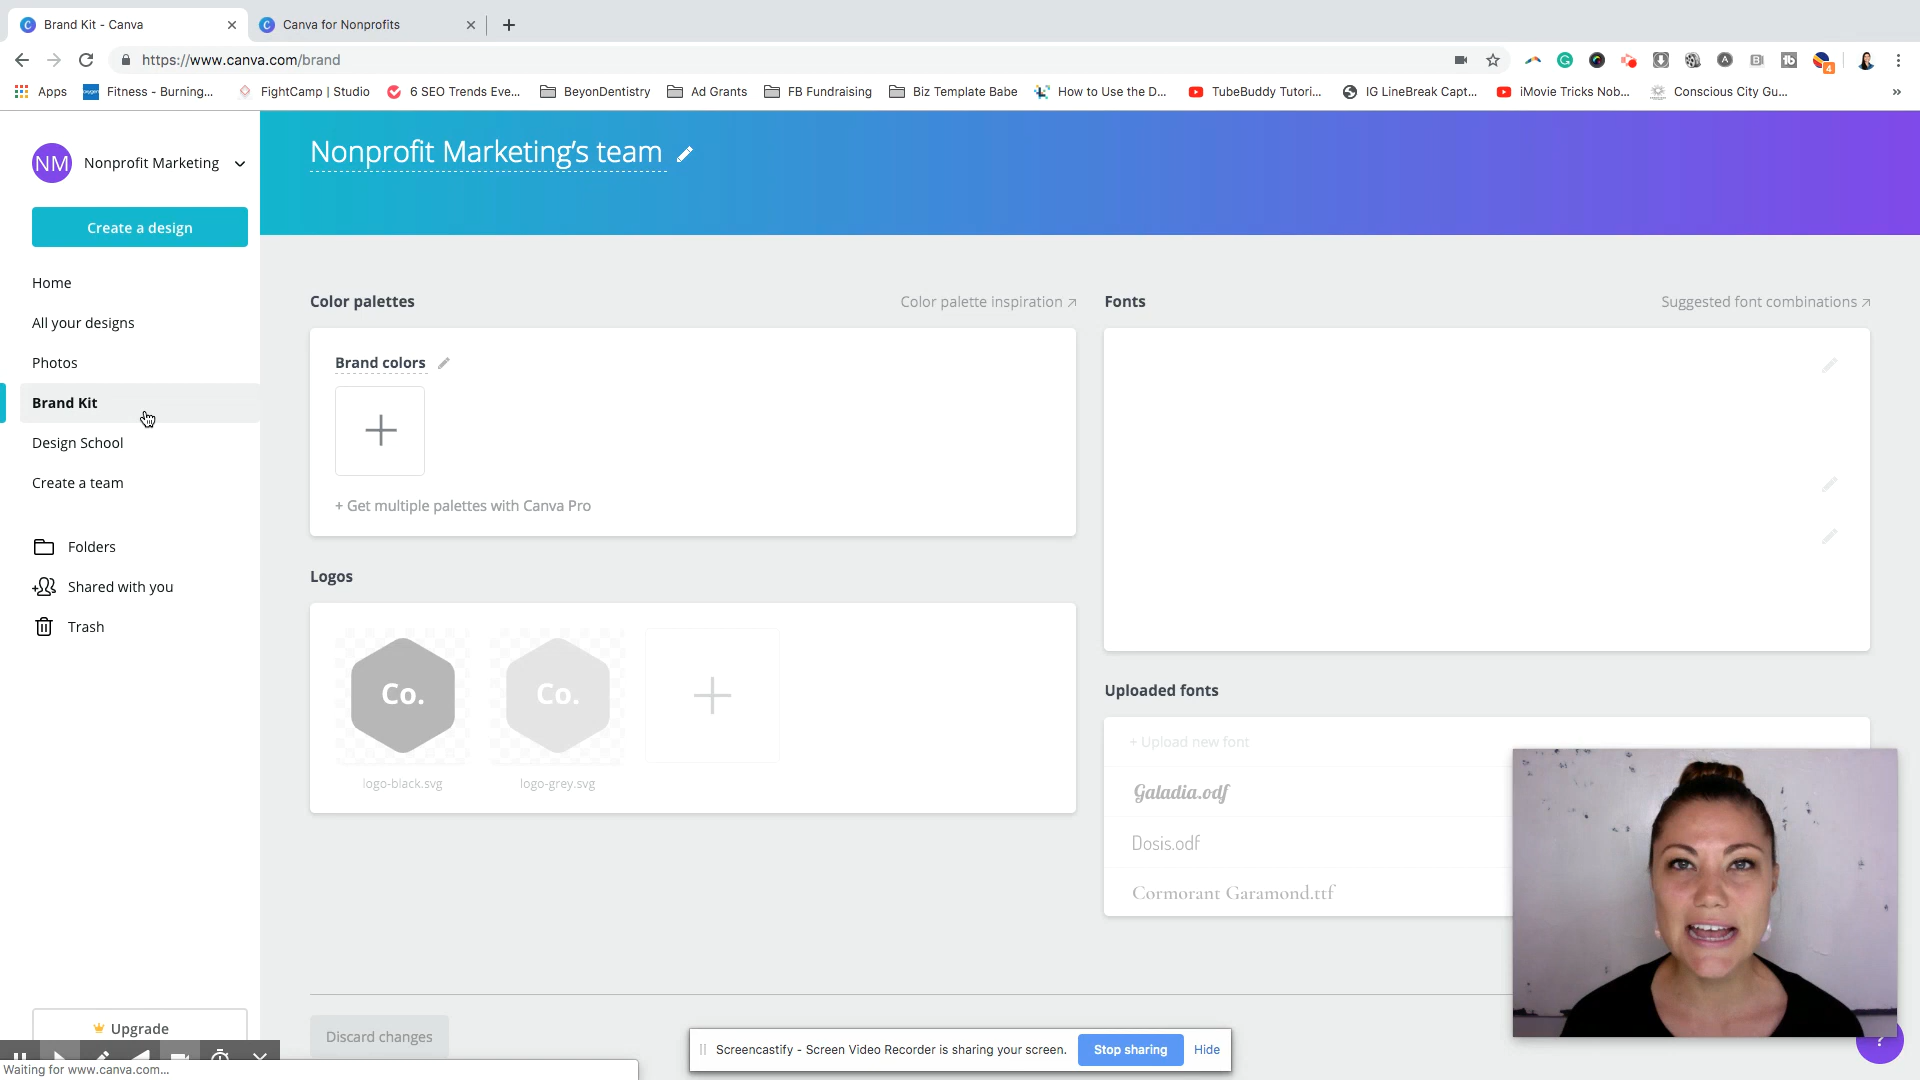 Brand Kit - Canva
Canva for Nonprofits
https://www.canva.com/brand
4
Apps
Fitness - Burning...
FightCamp | Studio
6 SEO Trends Eve...
BeyonDentistry
Ad Grants
FB Fundraising
Biz Template Babe
How to Use the D...
TubeBuddy Tutori...
IG LineBreak Capt...
iMovie Tricks Nob...
Conscious City Gu...
NM
Nonprofit Marketing
Create a design
Home
All your designs
Photos
Brand Kit
Design School
Create a team
Folders
Shared with you
Trash
Upgrade
Nonprofit Marketing's team
Color palettes
Color palette inspiration
Brand colors
+ Get multiple palettes with Canva Pro
Logos
Co.
Co.
logo-black.svg
logo-grey.svg
Fonts
Suggested font combinations
Uploaded fonts
+ Upload new font
Galadia.odf
Dosis.odf
Cormorant Garamond.ttf
Discard changes
Screencastify - Screen Video Recorder is sharing your screen.
Stop sharing
Hide
?
Waiting for www.canva.com...